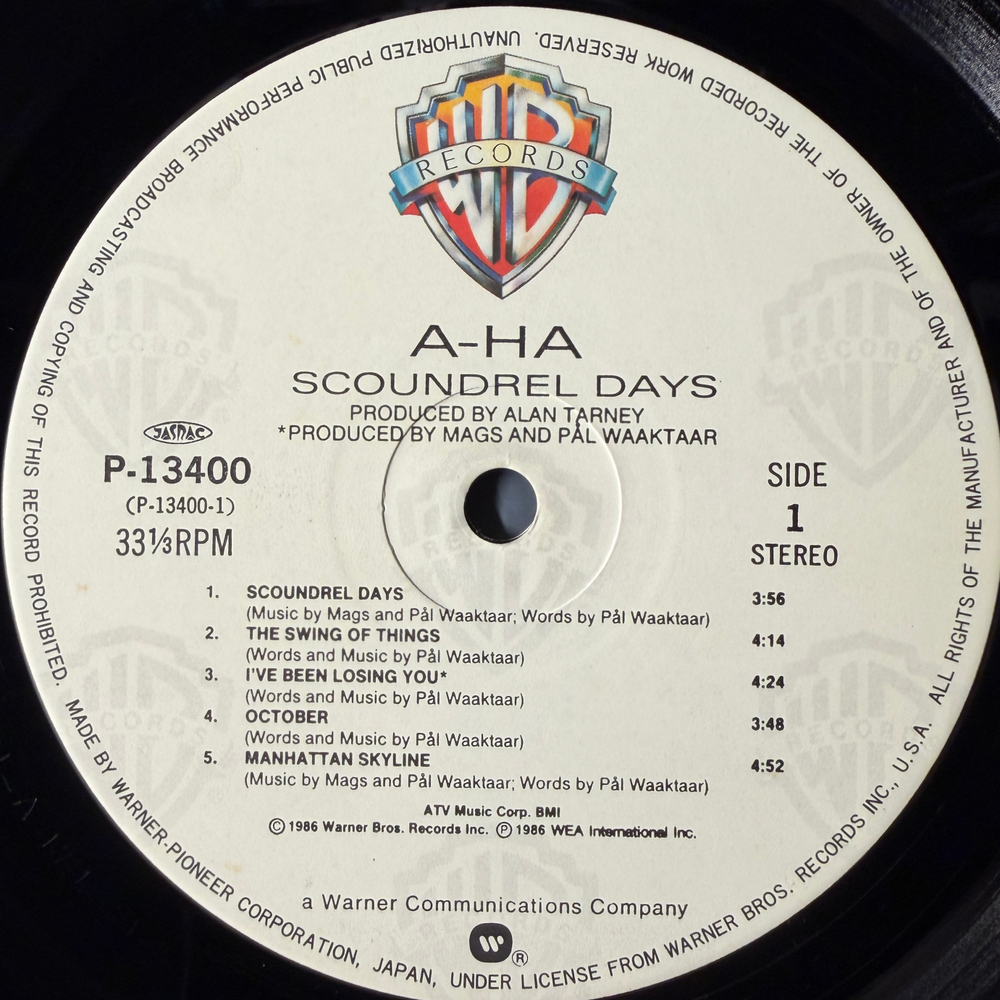 WB
RECORDS
A-HA
SCOUNDREL DAYS
PRODUCED BY ALAN TARNEY
*PRODUCED BY MAGS AND PÅL WAAKTAAR
JASRAC
P-13400
(P-13400-1)
33⅓RPM
SIDE
1
STEREO
1. SCOUNDREL DAYS 3:56
(Music by Mags and Pål Waaktaar; Words by Pål Waaktaar)
2. THE SWING OF THINGS 4:14
(Words and Music by Pål Waaktaar)
3. I'VE BEEN LOSING YOU* 4:24
(Words and Music by Pål Waaktaar)
4. OCTOBER 3:48
(Words and Music by Pål Waaktaar)
5. MANHATTAN SKYLINE 4:52
(Music by Mags and Pål Waaktaar; Words by Pål Waaktaar)
ATV Music Corp. BMI
© 1986 Warner Bros. Records Inc. ℗ 1986 WEA International Inc.
a Warner Communications Company
®
MADE BY WARNER-PIONEER CORPORATION, JAPAN, UNDER LICENSE FROM WARNER BROS. RECORDS INC., U.S.A. ALL RIGHTS OF THE MANUFACTURER AND OF THE OWNER OF THE RECORDED WORK RESERVED. UNAUTHORIZED PUBLIC PERFORMANCE BROADCASTING AND COPYING OF THIS RECORD PROHIBITED.